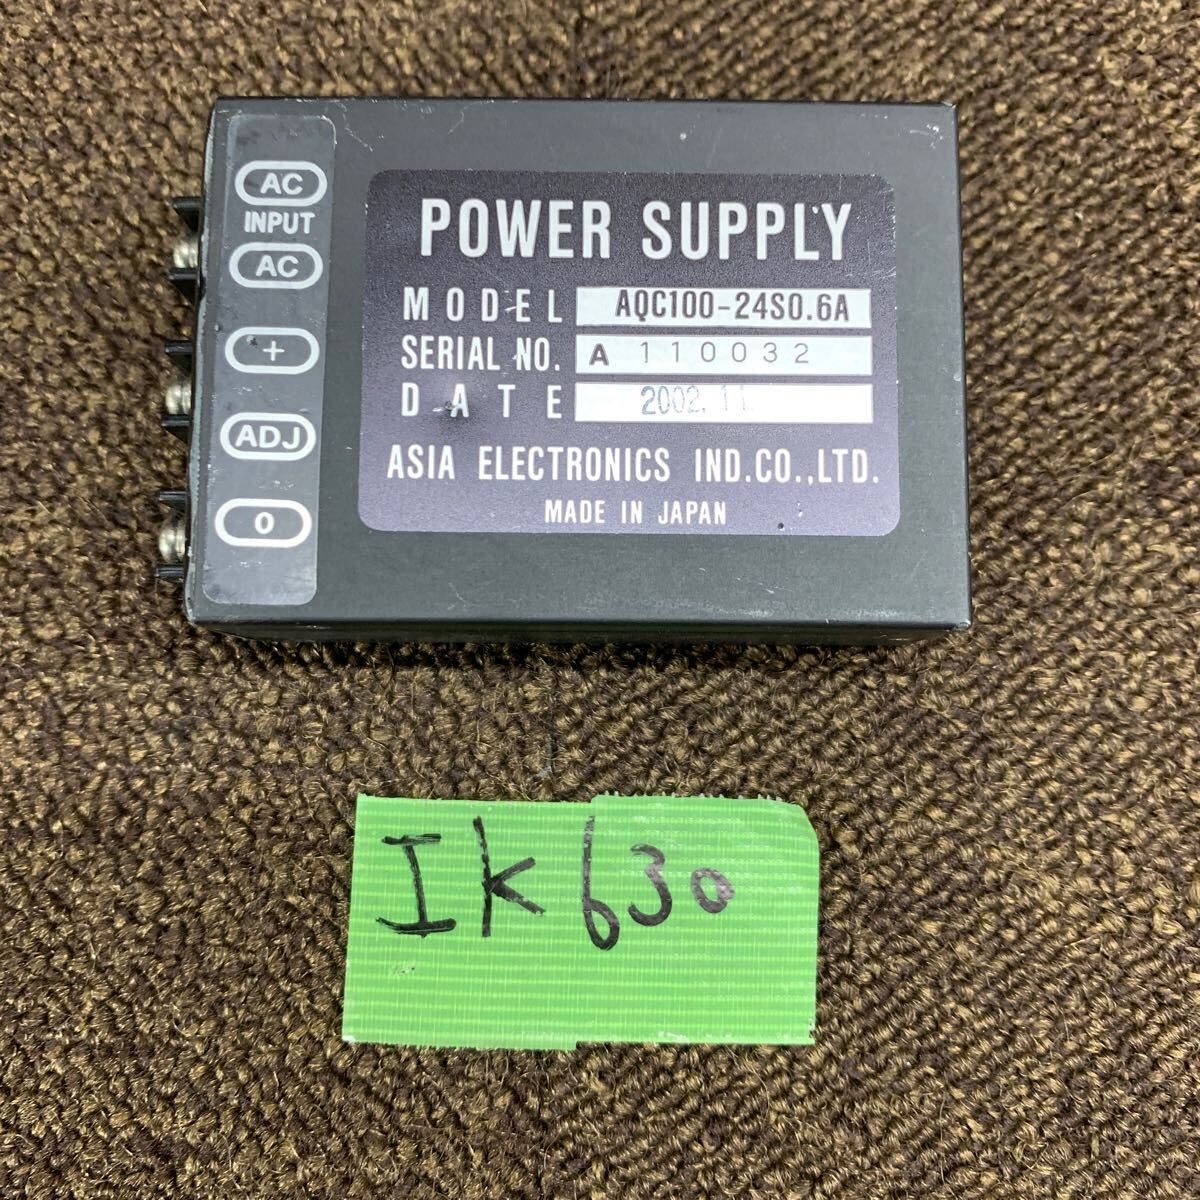 AC
INPUT
AC
+
ADJ
0
POWER SUPPLY
MODEL AQC100-24S0.6A
SERIAL NO. A 110032
DATE 2002.11
ASIA ELECTRONICS IND.CO.,LTD.
MADE IN JAPAN
IK630